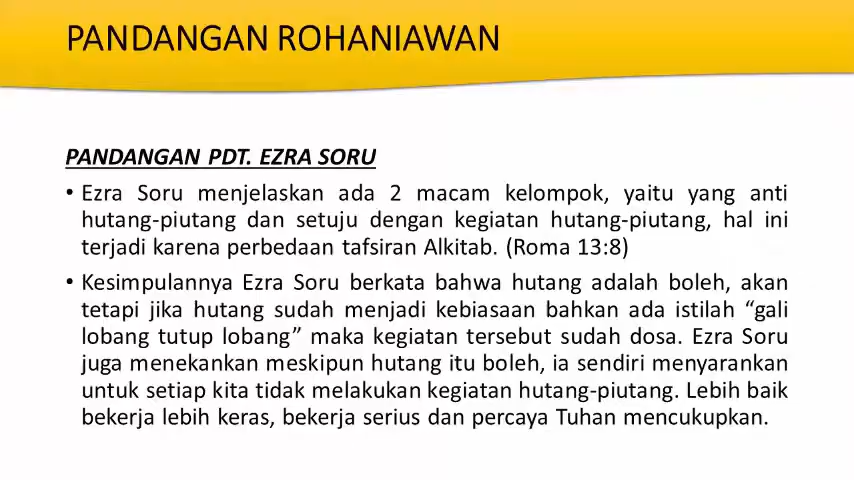 PANDANGAN ROHANIAWAN
PANDANGAN PDT. EZRA SORU
• Ezra Soru menjelaskan ada 2 macam kelompok, yaitu yang anti
hutang-piutang dan setuju dengan kegiatan hutang-piutang, hal ini
terjadi karena perbedaan tafsiran Alkitab. (Roma 13:8)
• Kesimpulannya Ezra Soru berkata bahwa hutang adalah boleh, akan
tetapi jika hutang sudah menjadi kebiasaan bahkan ada istilah “gali
lobang tutup lobang” maka kegiatan tersebut sudah dosa. Ezra Soru
juga menekankan meskipun hutang itu boleh, ia sendiri menyarankan
untuk setiap kita tidak melakukan kegiatan hutang-piutang. Lebih baik
bekerja lebih keras, bekerja serius dan percaya Tuhan mencukupkan.